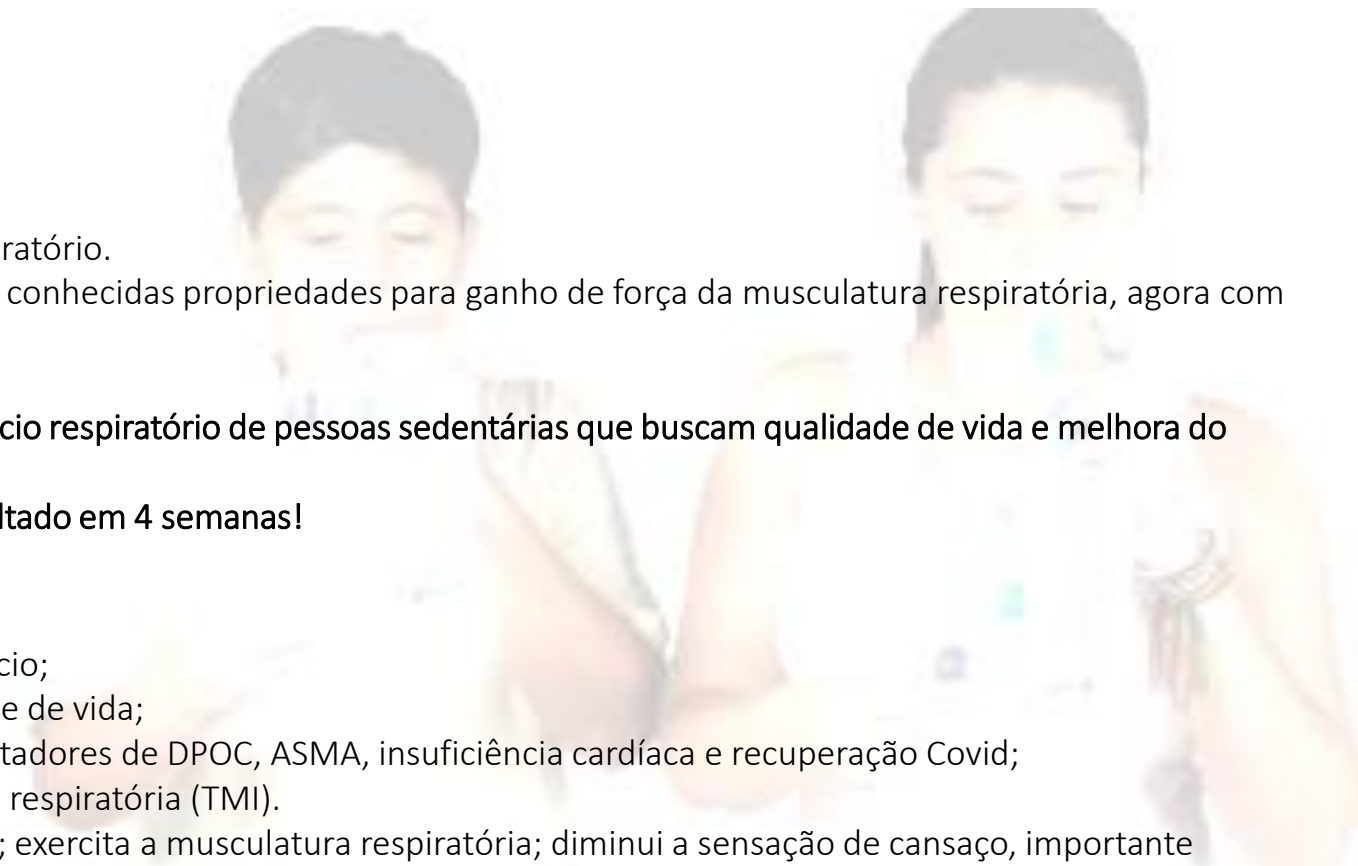 ratório.
conhecidas propriedades para ganho de força da musculatura respiratória, agora com
cio respiratório de pessoas sedentárias que buscam qualidade de vida e melhora do
ltado em 4 semanas!
cio;
e de vida;
tadores de DPOC, ASMA, insuficiência cardíaca e recuperação Covid;
respiratória (TMI).
; exercita a musculatura respiratória; diminui a sensação de cansaço, importante